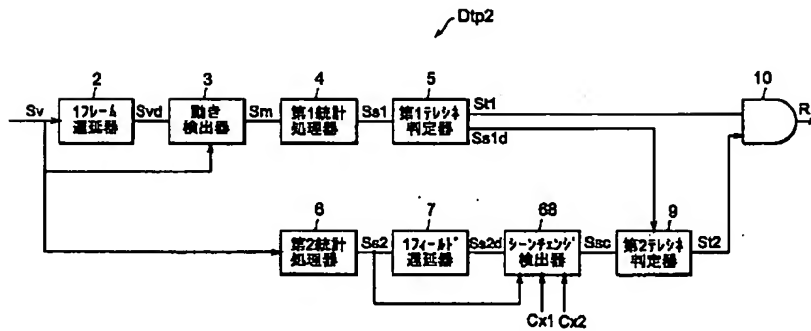 Dtp2
2
3
4
5
10
Sv
1フレーム
遅延器
Svd
動き
検出器
Sm
第1統計
処理器
Ss1
第1テレシネ
判定器
St1
Ss1d
R
6
7
68
9
第2統計
処理器
Ss2
1フィールド
遅延器
Ss2d
シーンチェンジ
検出器
Ssc
第2テレシネ
判定器
St2
Cx1
Cx2